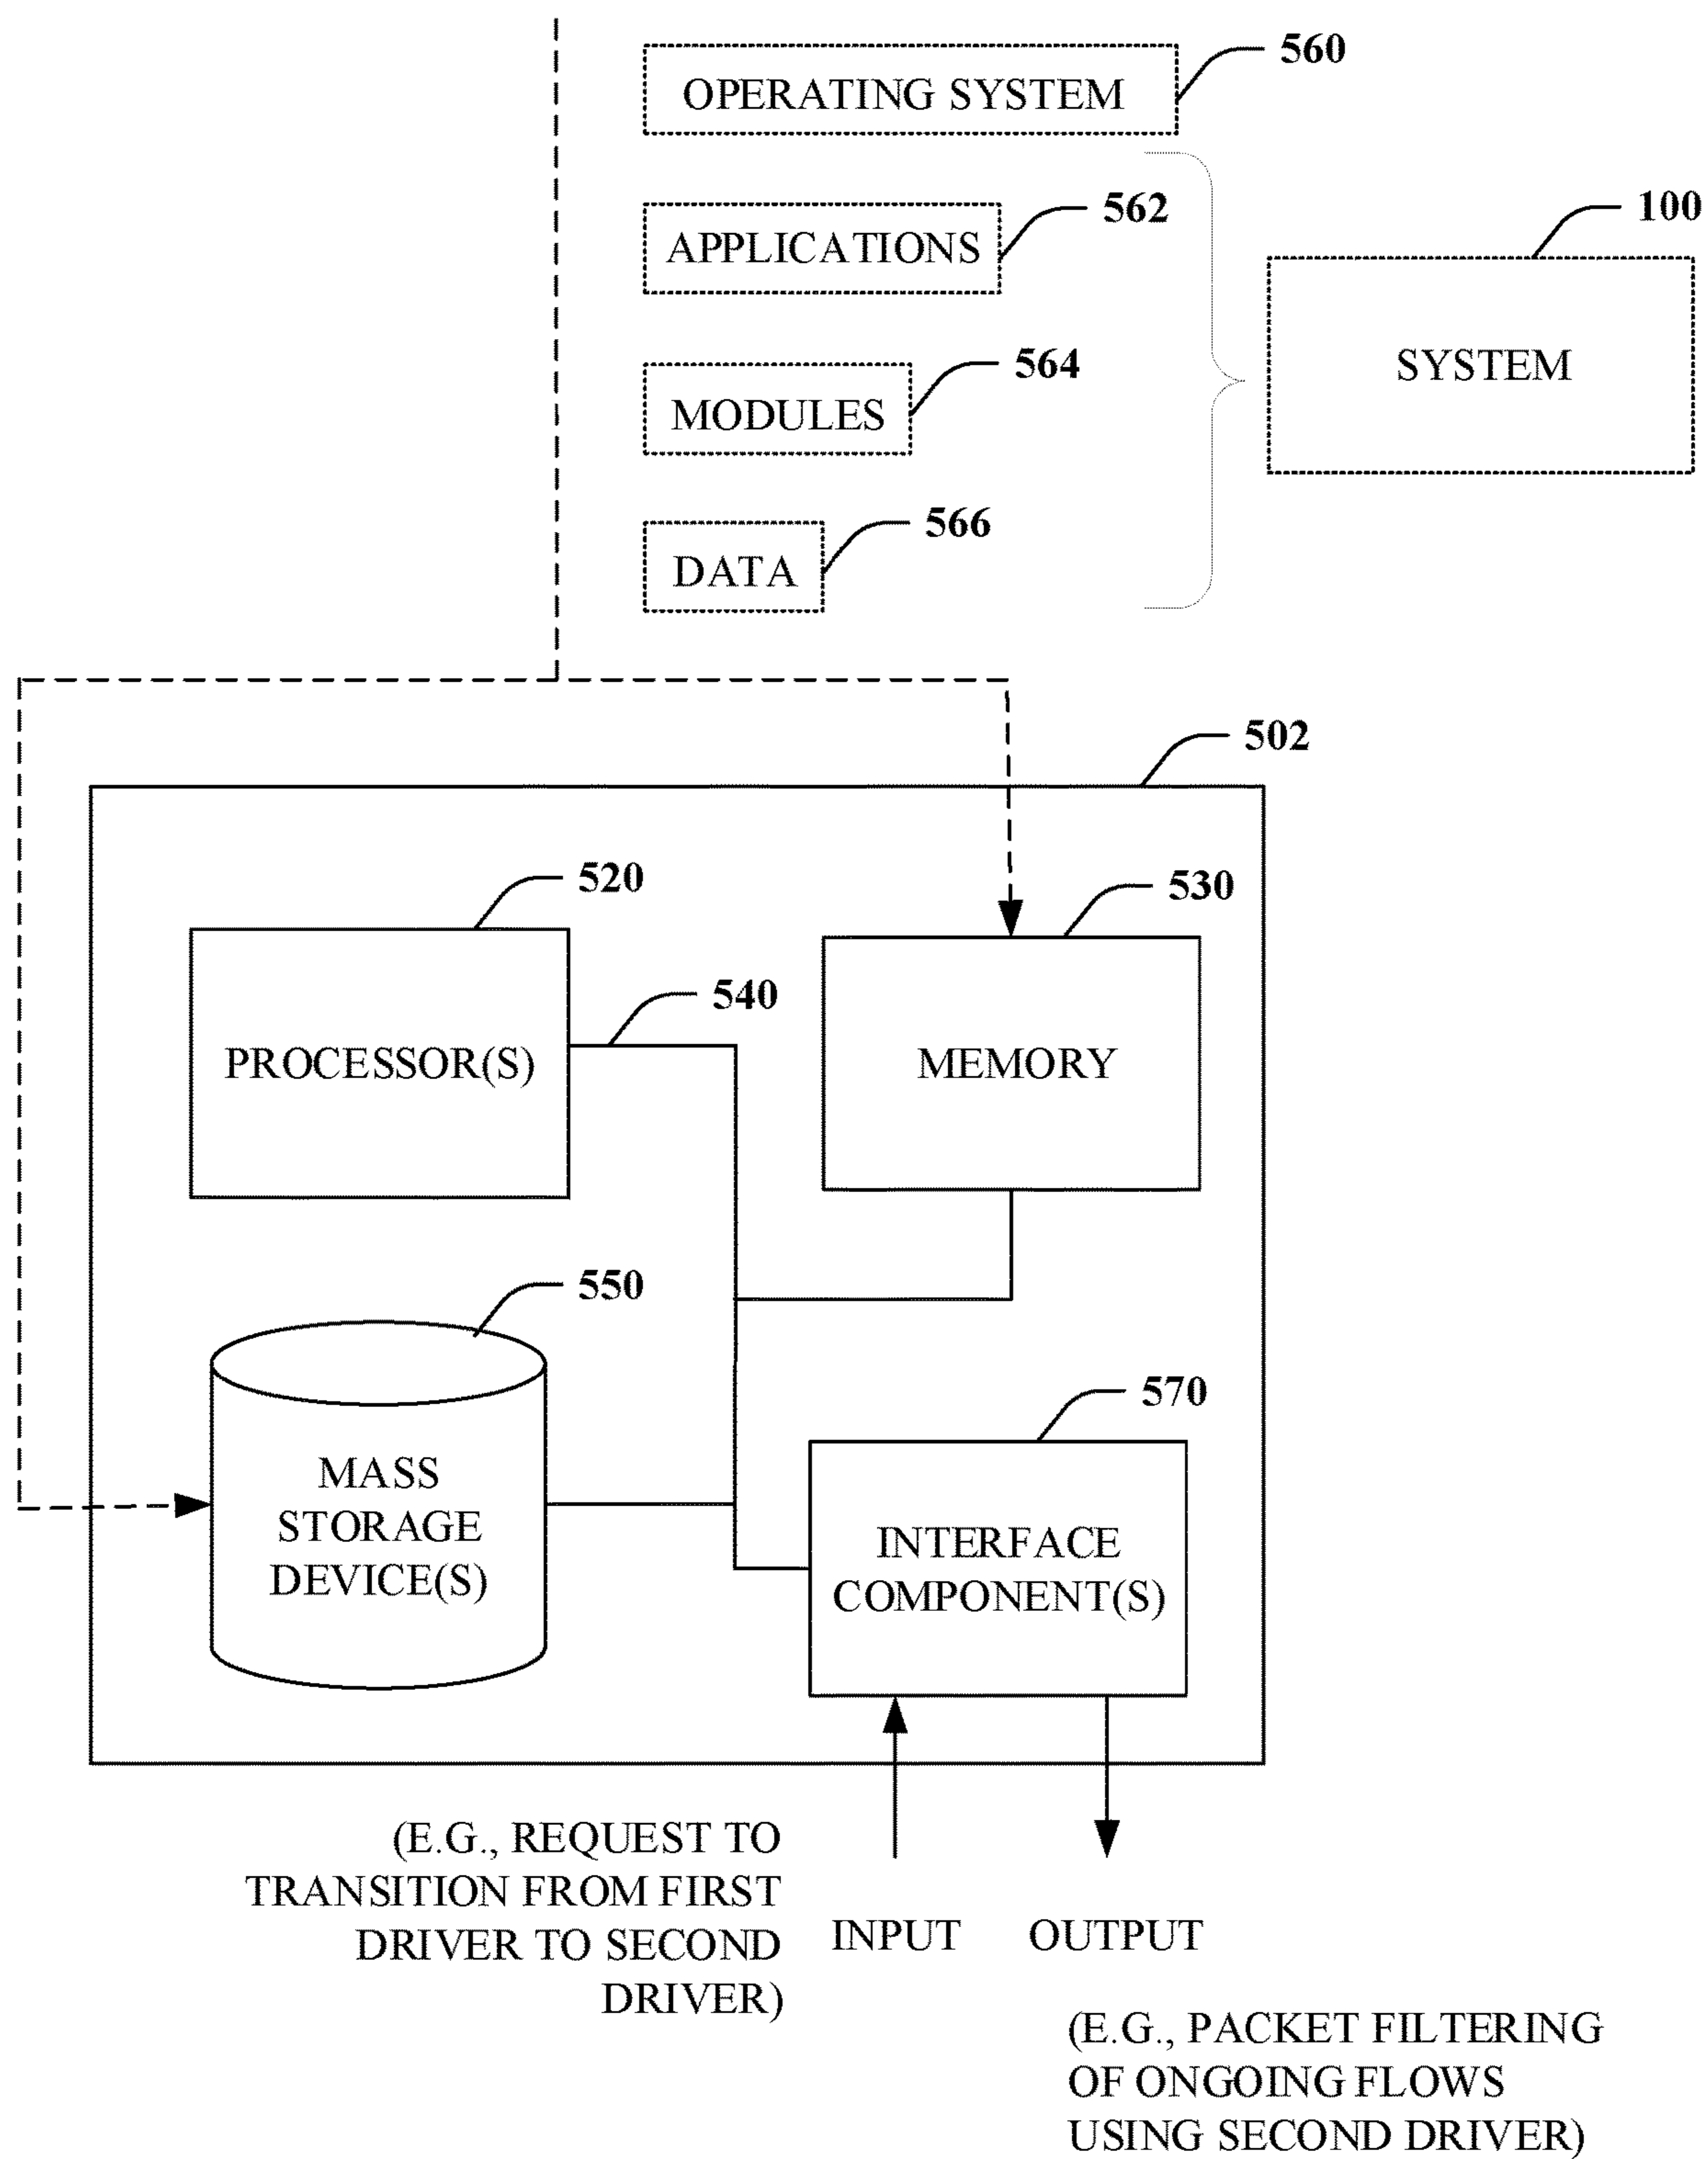 560
OPERATING SYSTEM
562
100
APPLICATIONS
SYSTEM
564
MODULES
566
DATA
502
520
530
540
PROCESSOR(S)
MEMORY
550
570
MASS
STORAGE
DEVICE(S)
INTERFACE
COMPONENT(S)
(E.G., REQUEST TO
TRANSITION FROM FIRST
DRIVER TO SECOND
DRIVER)
INPUT
OUTPUT
(E.G., PACKET FILTERING
OF ONGOING FLOWS
USING SECOND DRIVER)